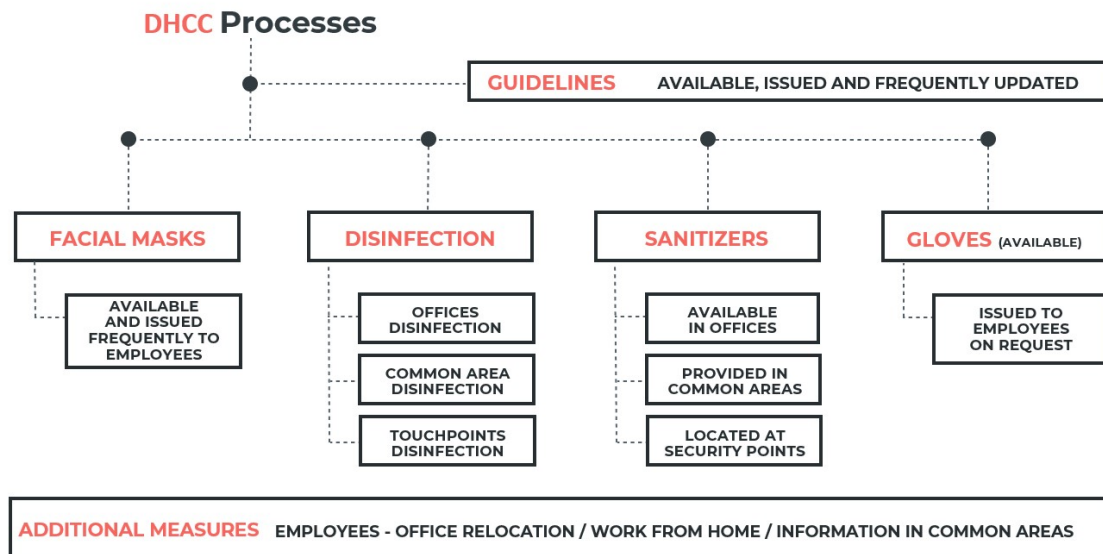 DHCC Processes
GUIDELINES AVAILABLE, ISSUED AND FREQUENTLY UPDATED
FACIAL MASKS
AVAILABLE
AND ISSUED
FREQUENTLY TO
EMPLOYEES
DISINFECTION
OFFICES
DISINFECTION
COMMON AREA
DISINFECTION
TOUCHPOINTS
DISINFECTION
SANITIZERS
AVAILABLE
IN OFFICES
PROVIDED IN
COMMON AREAS
LOCATED AT
SECURITY POINTS
GLOVES (AVAILABLE)
ISSUED TO
EMPLOYEES
ON REQUEST
ADDITIONAL MEASURES EMPLOYEES - OFFICE RELOCATION / WORK FROM HOME / INFORMATION IN COMMON AREAS